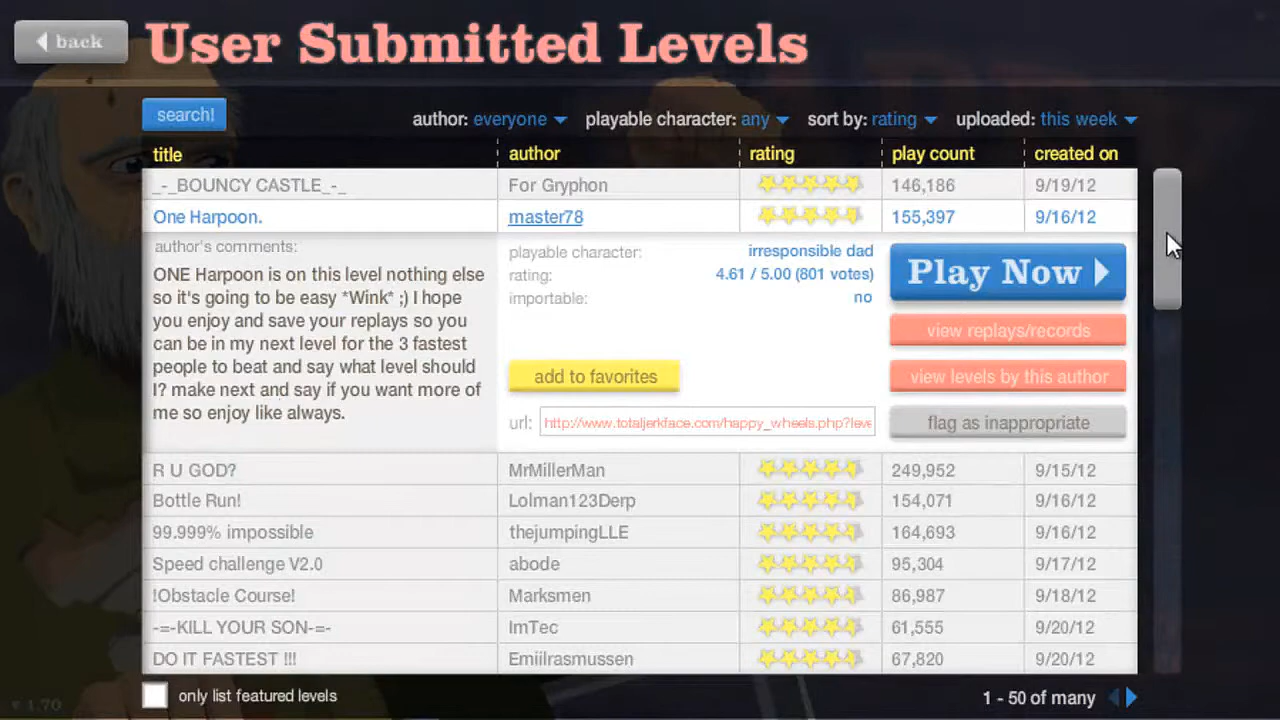 back
User Submitted Levels
search!
author: everyone playable character: any sort by: rating uploaded: this week
title author rating play count created on
_-_BOUNCY CASTLE_-_ For Gryphon 146,186 9/19/12
One Harpoon. master78 155,397 9/16/12
author's comments:
ONE Harpoon is on this level nothing else
so it's going to be easy *Wink* ;) I hope
you enjoy and save your replays so you
can be in my next level for the 3 fastest
people to beat and say what level should
I? make next and say if you want more of
me so enjoy like always.
playable character: irresponsible dad
rating: 4.61 / 5.00 (801 votes)
importable: no
add to favorites
url: http://www.totaljerkface.com/happy_wheels.php?leve
Play Now
view replays/records
view levels by this author
flag as inappropriate
R U GOD? MrMillerMan 249,952 9/15/12
Bottle Run! Lolman123Derp 154,071 9/16/12
99.999% impossible thejumpingLLE 164,693 9/16/12
Speed challenge V2.0 abode 95,304 9/17/12
!Obstacle Course! Marksmen 86,987 9/18/12
-=-KILL YOUR SON-=- ImTec 61,555 9/20/12
DO IT FASTEST !!! Emiilrasmussen 67,820 9/20/12
only list featured levels
1 - 50 of many
v 1.70